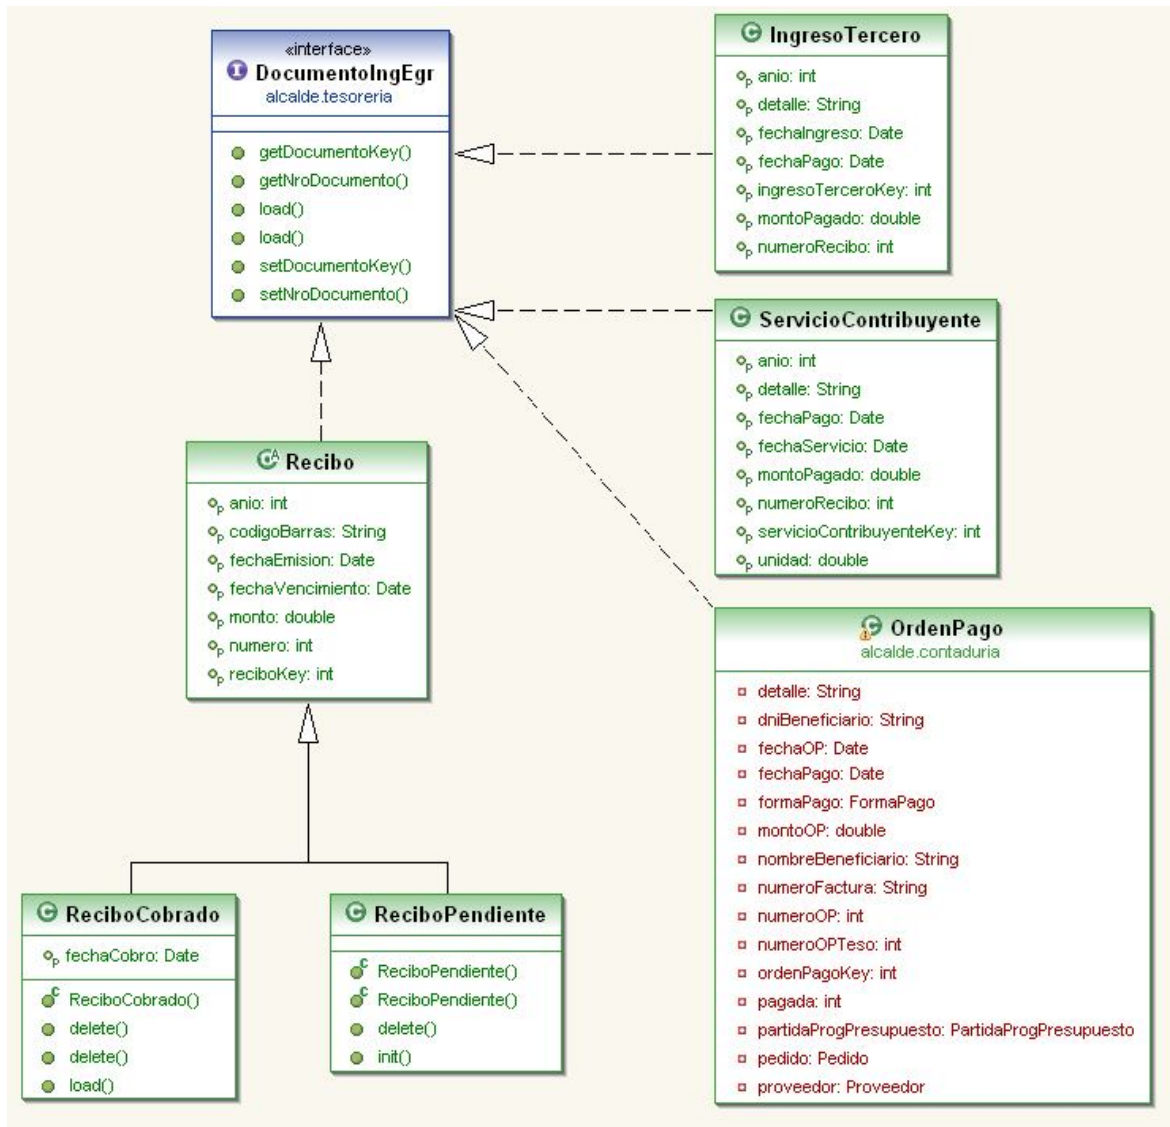 «interface»
DocumentoIngEgr
alcalde.tesoreria
getDocumentoKey()
getNroDocumento()
load()
load()
setDocumentoKey()
setNroDocumento()
IngresoTercero
anio: int
detalle: String
fechaIngreso: Date
fechaPago: Date
ingresoTerceroKey: int
montoPagado: double
numeroRecibo: int
ServicioContribuyente
anio: int
detalle: String
fechaPago: Date
fechaServicio: Date
montoPagado: double
numeroRecibo: int
servicioContribuyenteKey: int
unidad: double
Recibo
anio: int
codigoBarras: String
fechaEmision: Date
fechaVencimiento: Date
monto: double
numero: int
reciboKey: int
OrdenPago
alcalde.contaduria
detalle: String
dniBeneficiario: String
fechaOP: Date
fechaPago: Date
formaPago: FormaPago
montoOP: double
nombreBeneficiario: String
numeroFactura: String
numeroOP: int
numeroOPTeso: int
ordenPagoKey: int
pagada: int
partidaProgPresupuesto: PartidaProgPresupuesto
pedido: Pedido
proveedor: Proveedor
ReciboCobrado
fechaCobro: Date
ReciboCobrado()
delete()
delete()
load()
ReciboPendiente
ReciboPendiente()
ReciboPendiente()
delete()
init()